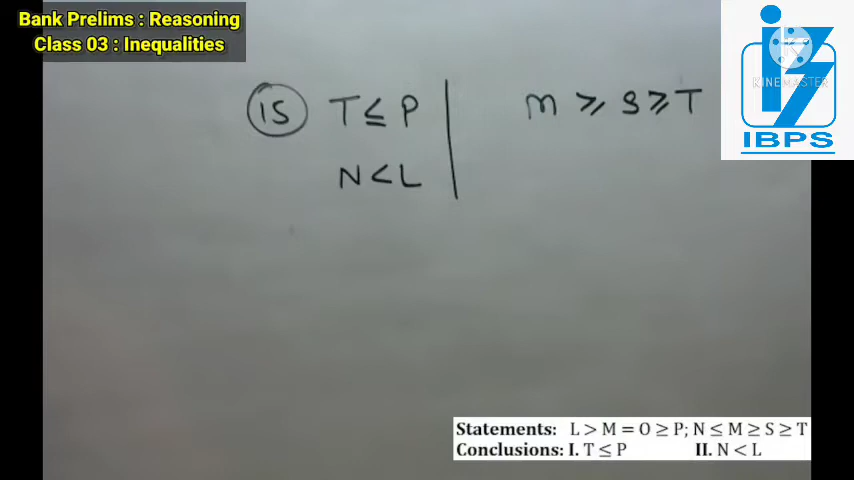 Bank Prelims : Reasoning
Class 03 : Inequalities
15 T ≤ P M ≥ S ≥ T
N < L
KINEMASTER
IBPS
Statements: L > M = O ≥ P; N ≤ M ≥ S ≥ T
Conclusions: I. T ≤ P II. N < L